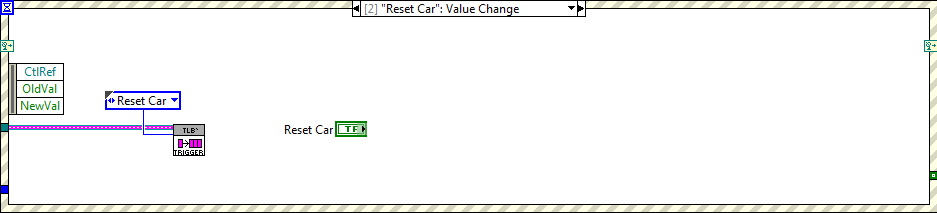 [2] "Reset Car": Value Change
CtlRef
OldVal
NewVal
Reset Car
TLB`
TRIGGER
Reset Car
TF